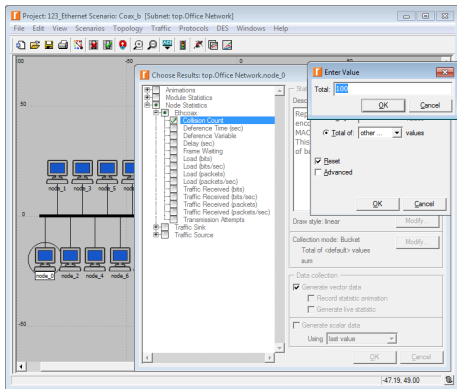 Project: 123_Ethernet Scenario: Coax_b [Subnet: top.Office Network]
File Edit View Scenarios Topology Traffic Protocols DES Windows Help
-50
0
50
0
-50
node_1 node_3 node_5
node_0 node_2 node_4 node_6
Choose Results: top.Office Network.node_0
Animations
Module Statistics
Node Statistics
Ethcoax
Collision Count
Deference Time (sec)
Deference Variable
Delay (sec)
Frame Waiting
Load (bits)
Load (bits/sec)
Load (packets)
Load (packets/sec)
Traffic Received (bits)
Traffic Received (bits/sec)
Traffic Received (packets)
Traffic Received (packets/sec)
Transmission Attempts
Traffic Sink
Traffic Source
Enter Value
Total: 100
OK Cancel
Total of: other ... values
Reset
Advanced
OK Cancel
Draw style: linear Modify...
Collection mode: Bucket Modify...
Total of <default> values
sum
Data collection
Generate vector data
Record statistic animation
Generate live statistic
Generate scalar data
Using last value
OK Cancel
-47.19, 49.00